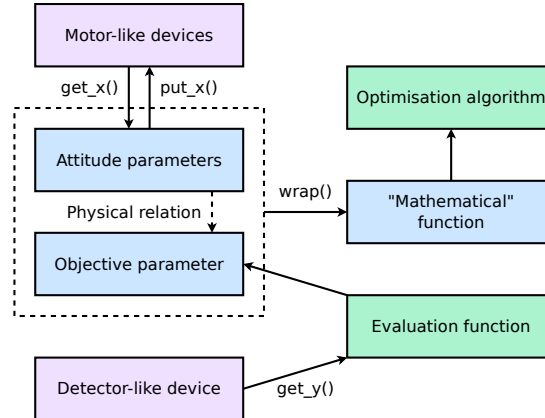 Motor-like devices
get_x()
put_x()
Optimisation algorithm
Attitude parameters
wrap()
"Mathematical"
function
Physical relation
Objective parameter
Evaluation function
Detector-like device
get_y()